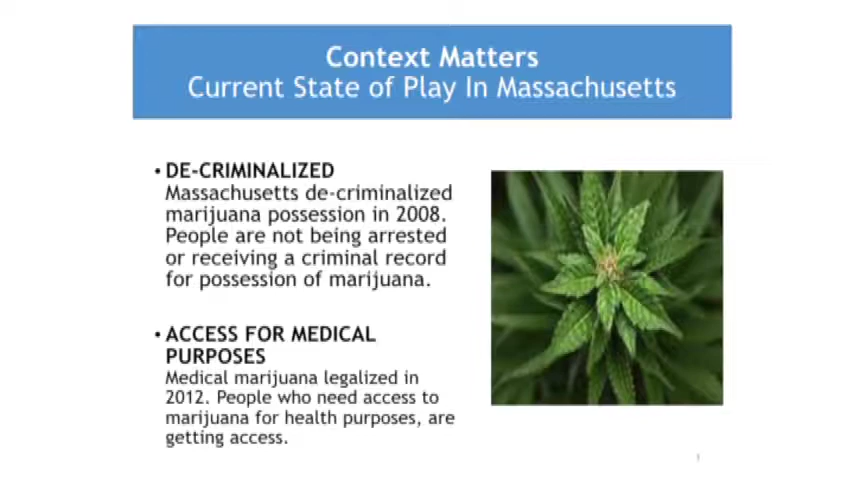 Context Matters
Current State of Play In Massachusetts
• DE-CRIMINALIZED
Massachusetts de-criminalized
marijuana possession in 2008.
People are not being arrested
or receiving a criminal record
for possession of marijuana.
• ACCESS FOR MEDICAL
PURPOSES
Medical marijuana legalized in
2012. People who need access to
marijuana for health purposes, are
getting access.